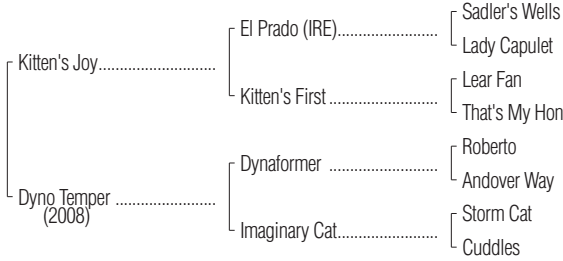 Sadler's Wells
El Prado (IRE)
Lady Capulet
Kitten's Joy
Lear Fan
Kitten's First
That's My Hon
Roberto
Dynaformer
Andover Way
Dyno Temper
(2008)
Storm Cat
Imaginary Cat
Cuddles